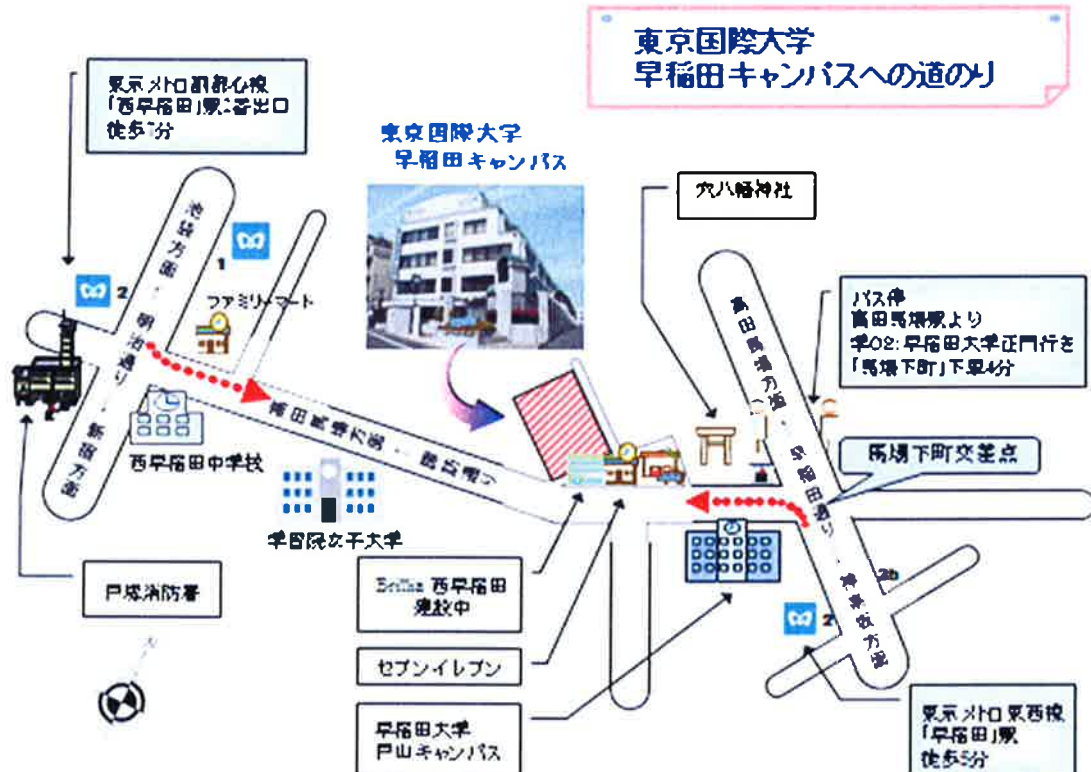 東京国際大学
早稲田キャンパスへの道のり
東京メトロ副都心線
「西早稲田」駅2番出口
徒歩7分
東京国際大学
早稲田キャンパス
穴八幡神社
池袋方面
明治通り
新宿方面
1
2
ファミリーマート
高田馬場方面
早稲田通り
神楽坂方面
バス停
高田馬場駅より
学02:早稲田大学正門行き
「馬場下町」下車4分
西早稲田中学校
高田馬場方面
諏訪通り
馬場下町交差点
学習院女子大学
戸塚消防署
Brillia 西早稲田
建設中
セブンイレブン
早稲田大学
戸山キャンパス
2
東京メトロ東西線
「早稲田」駅